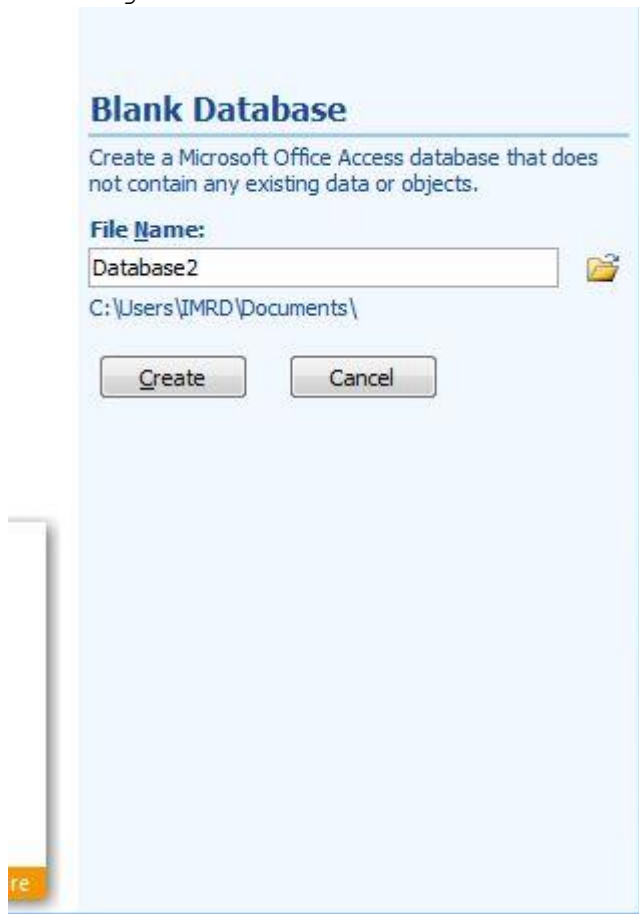 Blank Database
Create a Microsoft Office Access database that does
not contain any existing data or objects.
File Name:
Database2
C:\Users\IMRD\Documents\
Create Cancel
re